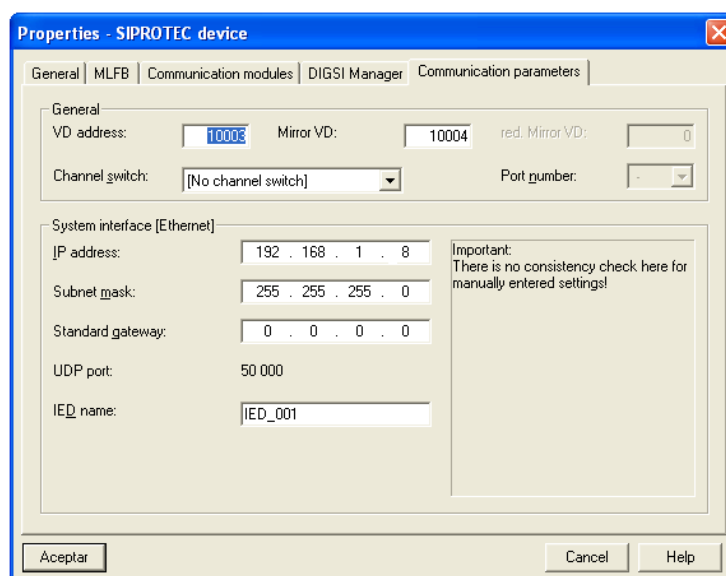 Properties - SIPROTEC device
General MLFB Communication modules DIGSI Manager Communication parameters
General
VD address: 10003 Mirror VD: 10004 red. Mirror VD: 0
Channel switch: [No channel switch] Port number: -
System interface [Ethernet]
IP address: 192 . 168 . 1 . 8
Subnet mask: 255 . 255 . 255 . 0
Standard gateway: 0 . 0 . 0 . 0
UDP port: 50 000
IED name: IED_001
Important:
There is no consistency check here for
manually entered settings!
Aceptar Cancel Help